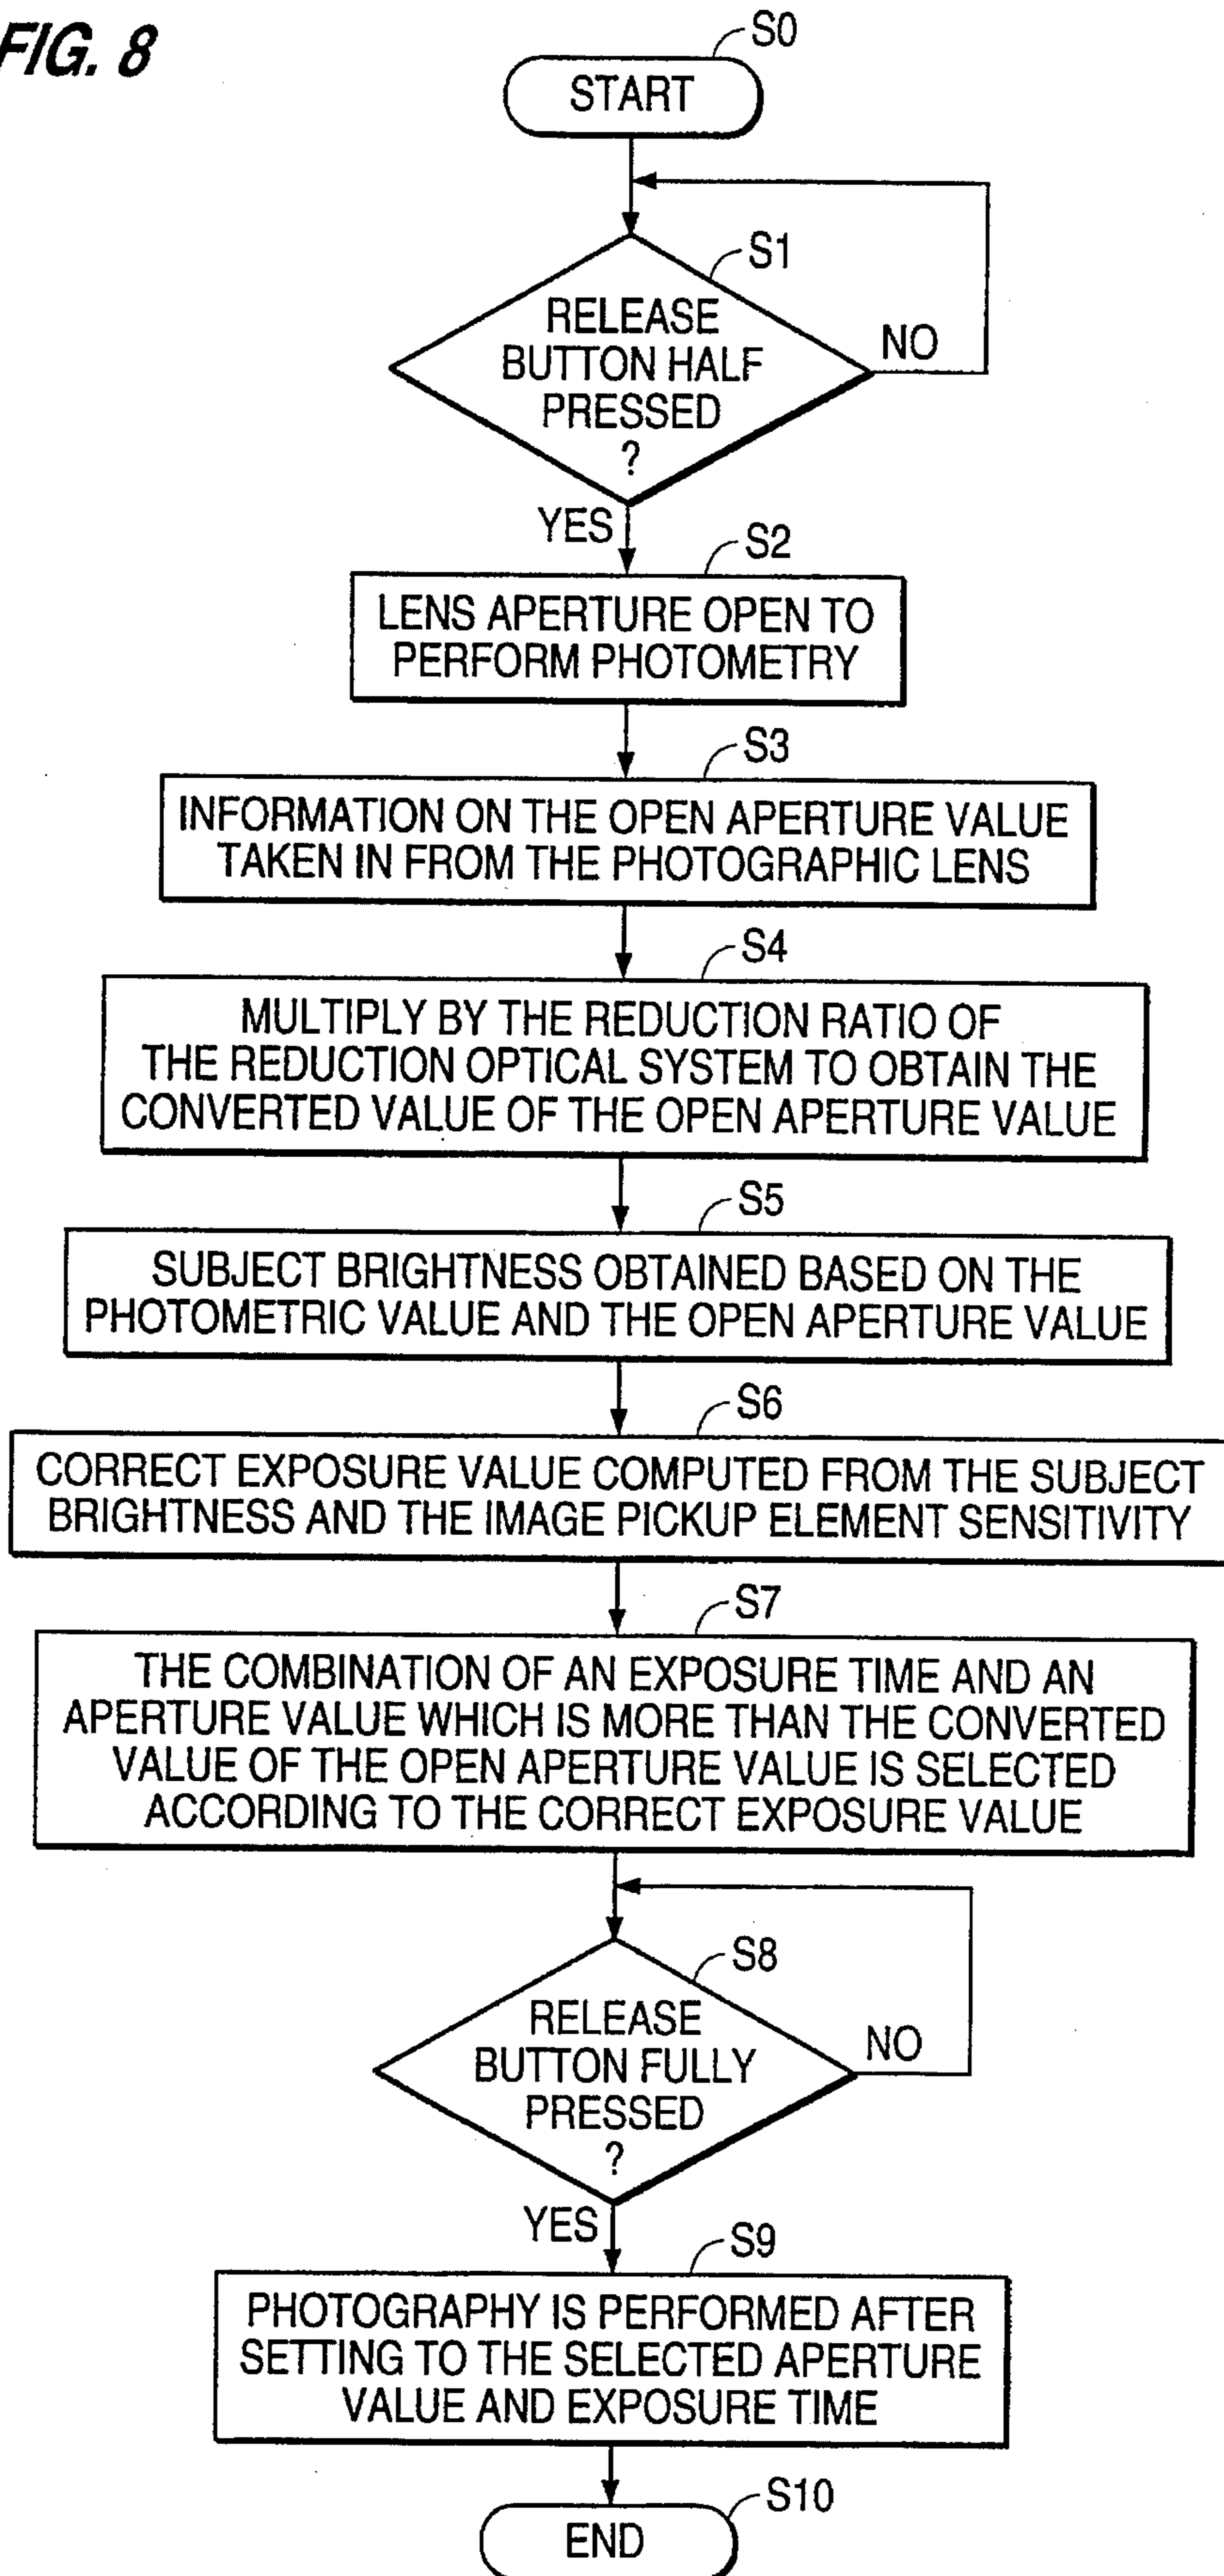 FIG. 8
S0
START
S1
RELEASE
BUTTON HALF
PRESSED
?
NO
YES
S2
LENS APERTURE OPEN TO
PERFORM PHOTOMETRY
S3
INFORMATION ON THE OPEN APERTURE VALUE
TAKEN IN FROM THE PHOTOGRAPHIC LENS
S4
MULTIPLY BY THE REDUCTION RATIO OF
THE REDUCTION OPTICAL SYSTEM TO OBTAIN THE
CONVERTED VALUE OF THE OPEN APERTURE VALUE
S5
SUBJECT BRIGHTNESS OBTAINED BASED ON THE
PHOTOMETRIC VALUE AND THE OPEN APERTURE VALUE
S6
CORRECT EXPOSURE VALUE COMPUTED FROM THE SUBJECT
BRIGHTNESS AND THE IMAGE PICKUP ELEMENT SENSITIVITY
S7
THE COMBINATION OF AN EXPOSURE TIME AND AN
APERTURE VALUE WHICH IS MORE THAN THE CONVERTED
VALUE OF THE OPEN APERTURE VALUE IS SELECTED
ACCORDING TO THE CORRECT EXPOSURE VALUE
S8
RELEASE
BUTTON FULLY
PRESSED
?
NO
YES
S9
PHOTOGRAPHY IS PERFORMED AFTER
SETTING TO THE SELECTED APERTURE
VALUE AND EXPOSURE TIME
S10
END